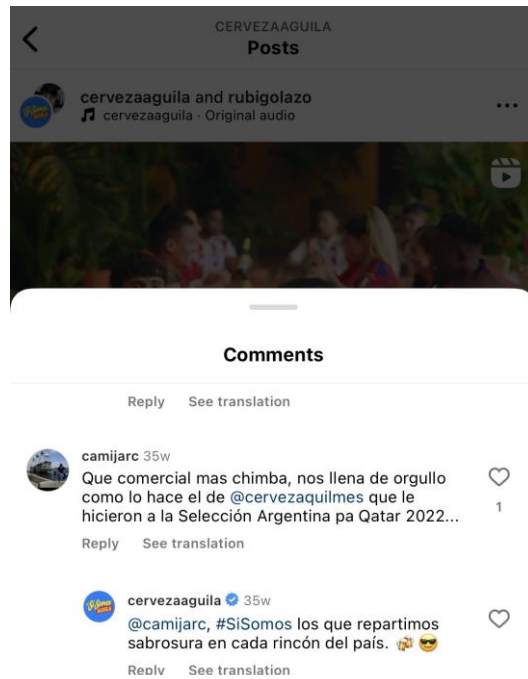 CERVEZAAGUILA
Posts
cervezaaguila and rubigolazo
cervezaaguila · Original audio
Comments
Reply See translation
camijarc 35w
Que comercial mas chimba, nos llena de orgullo
como lo hace el de @cervezaquilmes que le
hicieron a la Selección Argentina pa Qatar 2022...
1
Reply See translation
cervezaaguila 35w
@camijarc, #SiSomos los que repartimos
sabrosura en cada rincón del país. 🍻 😎
Reply See translation